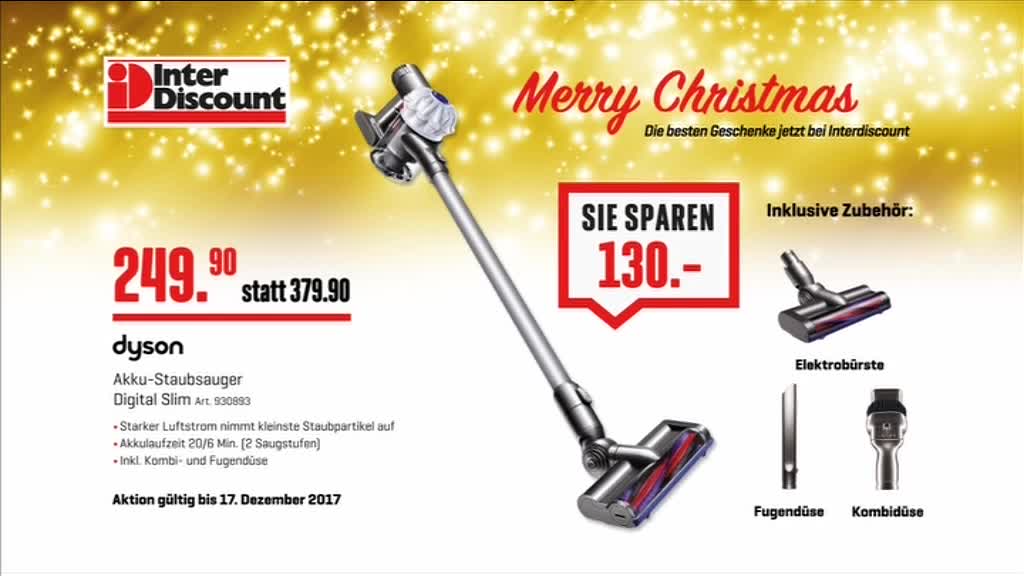 iD Inter
Discount
Merry Christmas
Die besten Geschenke jetzt bei Interdiscount
SIE SPAREN
130.–
Inklusive Zubehör:
249.90 statt 379.90
dyson
Akku-Staubsauger
Digital Slim Art. 930893
• Starker Luftstrom nimmt kleinste Staubpartikel auf
• Akkulaufzeit 20/6 Min. (2 Saugstufen)
• Inkl. Kombi- und Fugendüse
Aktion gültig bis 17. Dezember 2017
Elektrobürste
Fugendüse Kombidüse